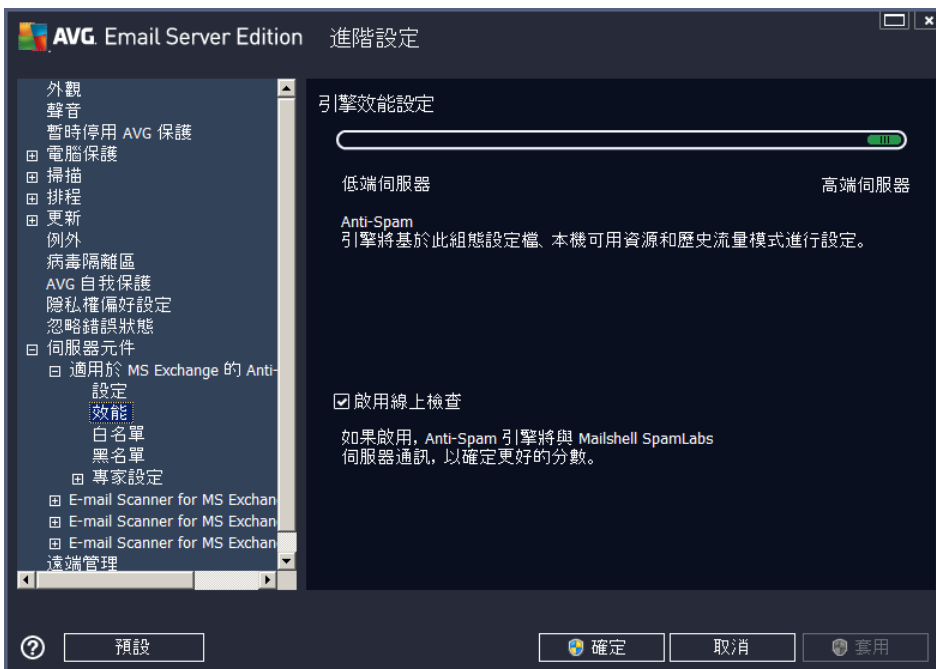 AVG. Email Server Edition 進階設定
外觀
聲音
暫時停用 AVG 保護
電腦保護
掃描
排程
更新
例外
病毒隔離區
AVG 自我保護
隱私權偏好設定
忽略錯誤狀態
伺服器元件
適用於 MS Exchange 的 Anti-
設定
效能
白名單
黑名單
專家設定
E-mail Scanner for MS Exchan
E-mail Scanner for MS Exchan
E-mail Scanner for MS Exchan
遠端管理
引擎效能設定
低端伺服器 高端伺服器
Anti-Spam
引擎將基於此組態設定檔、本機可用資源和歷史流量模式進行設定。
啟用線上檢查
如果啟用, Anti-Spam 引擎將與 Mailshell SpamLabs
伺服器通訊, 以確定更好的分數。
預設 確定 取消 套用